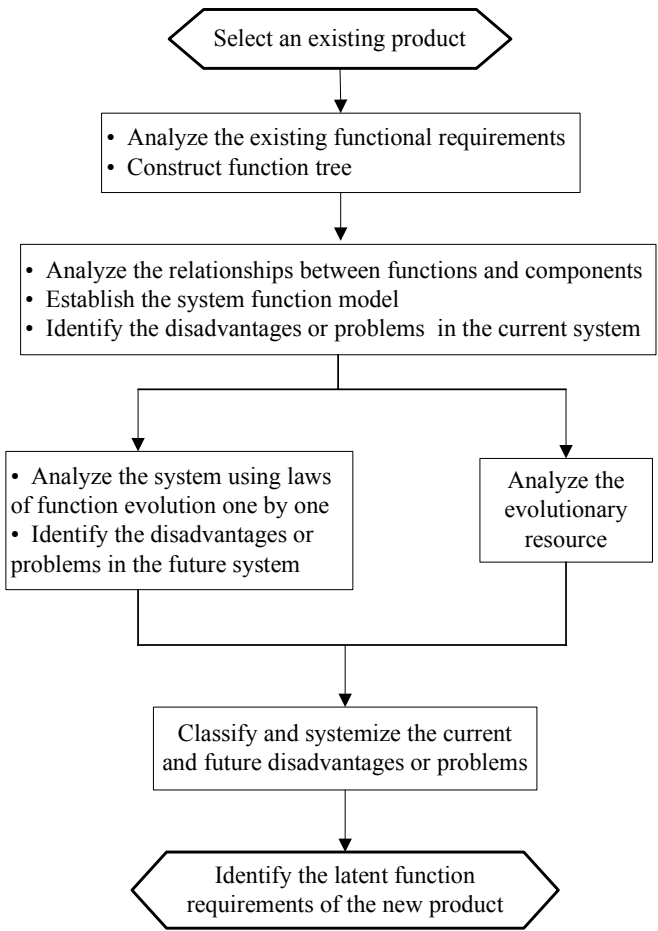 Select an existing product
• Analyze the existing functional requirements
• Construct function tree
• Analyze the relationships between functions and components
• Establish the system function model
• Identify the disadvantages or problems in the current system
• Analyze the system using laws
of function evolution one by one
• Identify the disadvantages or
problems in the future system
Analyze the
evolutionary
resource
Classify and systemize the current
and future disadvantages or problems
Identify the latent function
requirements of the new product